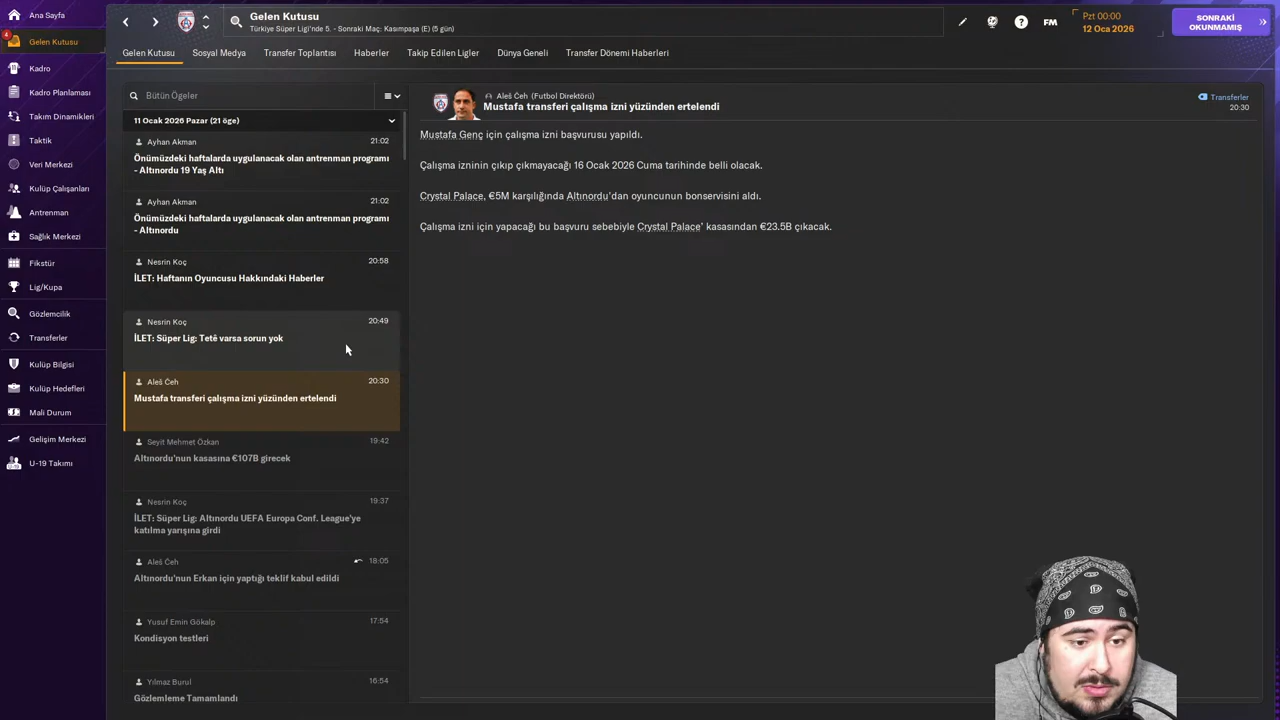 Ana Sayfa
4
Gelen Kutusu
Kadro
Kadro Planlaması
Takım Dinamikleri
Taktik
Veri Merkezi
Kulüp Çalışanları
Antrenman
Sağlık Merkezi
Fikstür
Lig/Kupa
Gözlemcilik
Transferler
Kulüp Bilgisi
Kulüp Hedefleri
Mali Durum
Gelişim Merkezi
U-19 Takımı
Gelen Kutusu
Türkiye Süper Ligi'nde 5. - Sonraki Maç: Kasımpaşa (E) (5 gün)
FM
Pzt 00:00
12 Oca 2026
SONRAKİ
OKUNMAMIŞ
Gelen Kutusu Sosyal Medya Transfer Toplantısı Haberler Takip Edilen Ligler Dünya Geneli Transfer Dönemi Haberleri
Bütün Ögeler
11 Ocak 2026 Pazar (21 öge)
Ayhan Akman 21:02
Önümüzdeki haftalarda uygulanacak olan antrenman programı
- Altınordu 19 Yaş Altı
Ayhan Akman 21:02
Önümüzdeki haftalarda uygulanacak olan antrenman programı
- Altınordu
Nesrin Koç 20:58
İLET: Haftanın Oyuncusu Hakkındaki Haberler
Nesrin Koç 20:49
İLET: Süper Lig: Tetê varsa sorun yok
Aleš Čeh 20:30
Mustafa transferi çalışma izni yüzünden ertelendi
Seyit Mehmet Özkan 19:42
Altınordu'nun kasasına €107B girecek
Nesrin Koç 19:37
İLET: Süper Lig: Altınordu UEFA Europa Conf. League'ye
katılma yarışına girdi
Aleš Čeh 18:05
Altınordu'nun Erkan için yaptığı teklif kabul edildi
Yusuf Emin Gökalp 17:54
Kondisyon testleri
Yılmaz Burul 16:54
Gözlemleme Tamamlandı
Aleš Čeh (Futbol Direktörü)
Mustafa transferi çalışma izni yüzünden ertelendi
Transferler
20:30
Mustafa Genç için çalışma izni başvurusu yapıldı.
Çalışma izninin çıkıp çıkmayacağı 16 Ocak 2026 Cuma tarihinde belli olacak.
Crystal Palace, €5M karşılığında Altınordu'dan oyuncunun bonservisini aldı.
Çalışma izni için yapacağı bu başvuru sebebiyle Crystal Palace' kasasından €23.5B çıkacak.